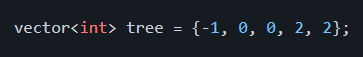 vector<int> tree = {-1, 0, 0, 2, 2};